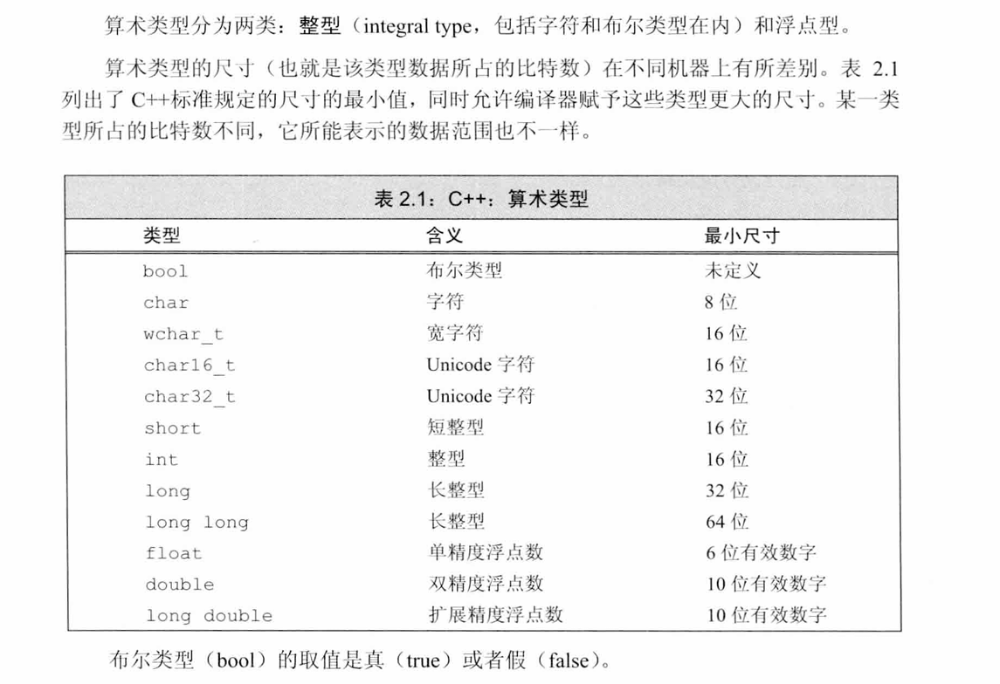 算术类型分为两类：整型（integral type，包括字符和布尔类型在内）和浮点型。
算术类型的尺寸（也就是该类型数据所占的比特数）在不同机器上有所差别。表 2.1
列出了 C++标准规定的尺寸的最小值，同时允许编译器赋予这些类型更大的尺寸。某一类
型所占的比特数不同，它所能表示的数据范围也不一样。
表 2.1：C++：算术类型
类型 含义 最小尺寸
bool 布尔类型 未定义
char 字符 8 位
wchar_t 宽字符 16 位
char16_t Unicode 字符 16 位
char32_t Unicode 字符 32 位
short 短整型 16 位
int 整型 16 位
long 长整型 32 位
long long 长整型 64 位
float 单精度浮点数 6 位有效数字
double 双精度浮点数 10 位有效数字
long double 扩展精度浮点数 10 位有效数字
布尔类型（bool）的取值是真（true）或者假（false）。